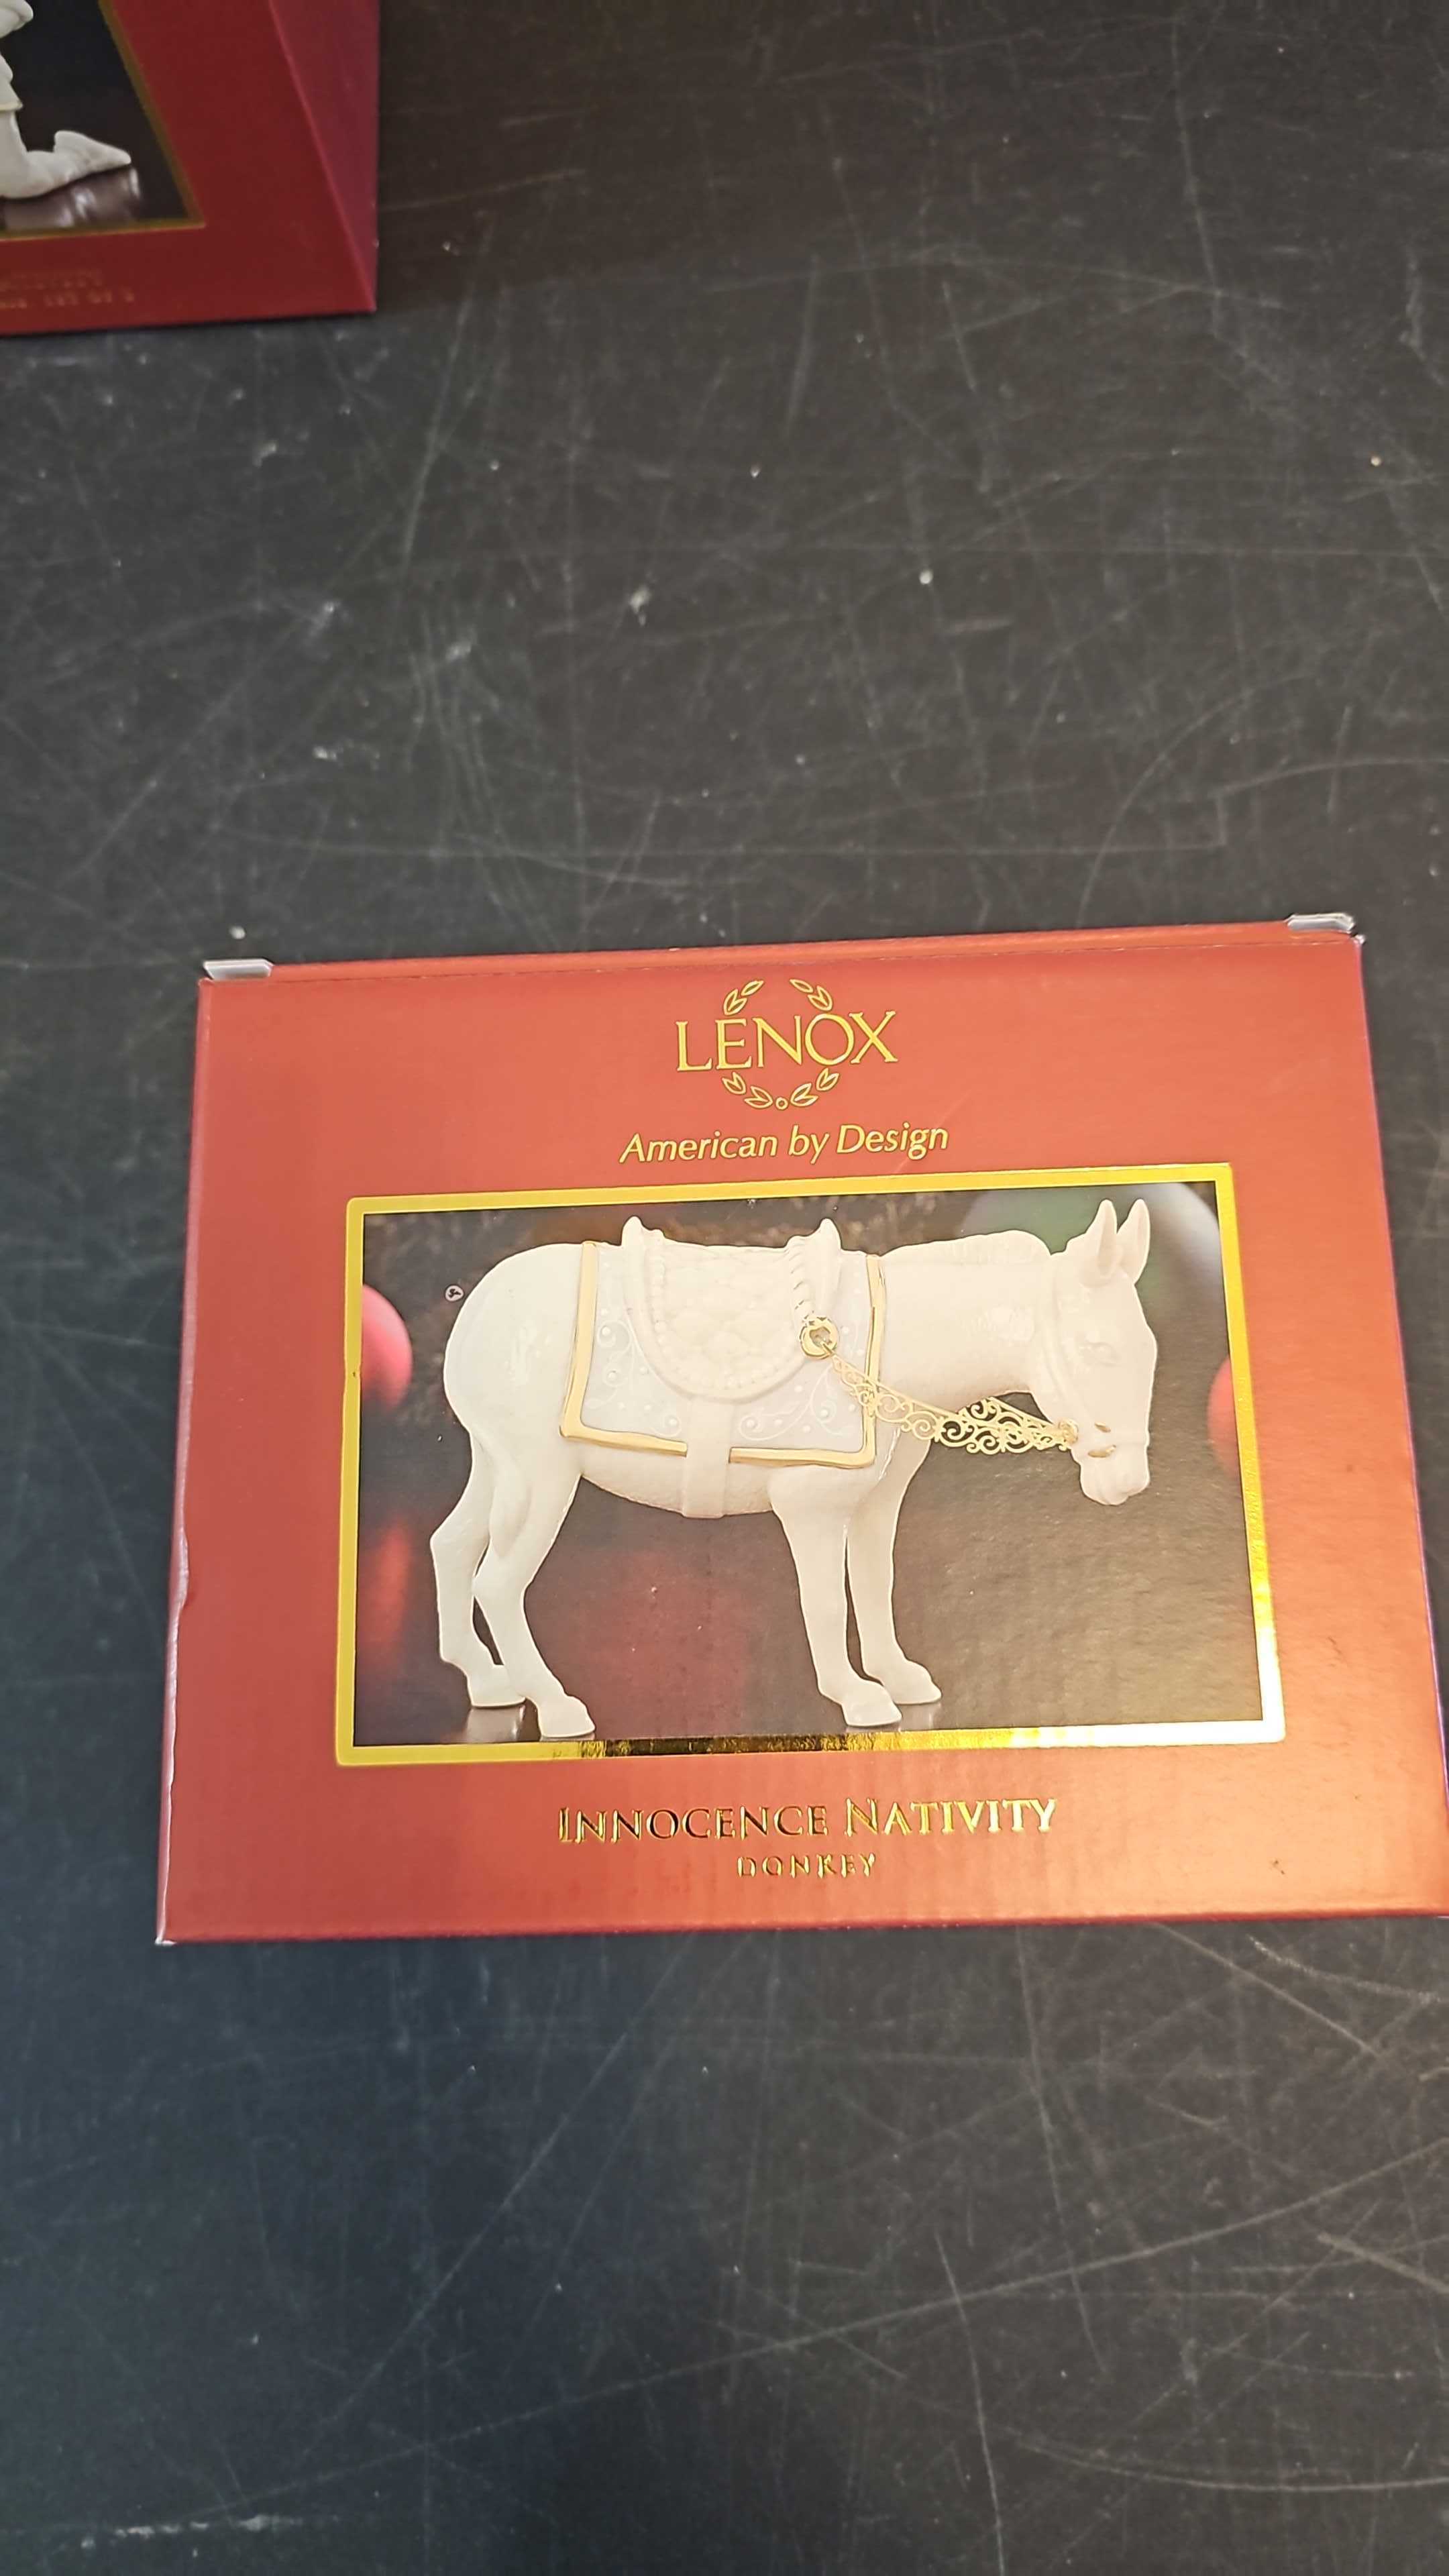 LENOX
American by Design
INNOCENCE NATIVITY
DONKEY